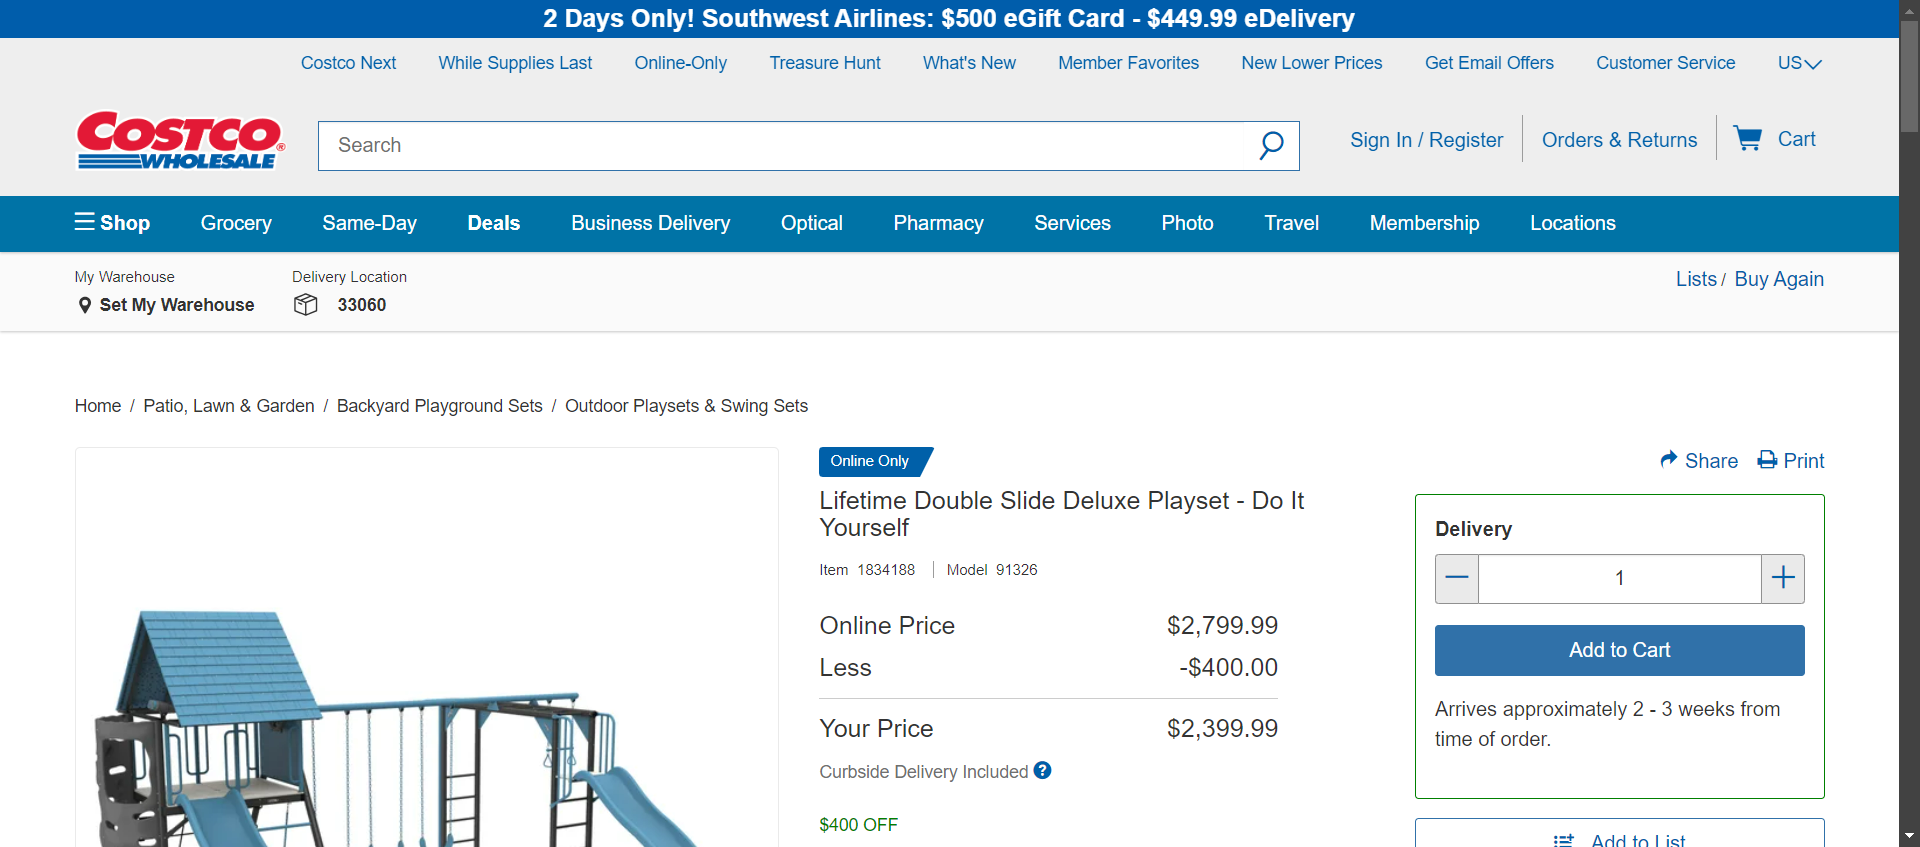 2 Days Only! Southwest Airlines: $500 eGift Card - $449.99 eDelivery
Costco Next While Supplies Last Online-Only Treasure Hunt What's New Member Favorites New Lower Prices Get Email Offers Customer Service US
COSTCO WHOLESALE
Search
Sign In / Register Orders & Returns Cart
Shop Grocery Same-Day Deals Business Delivery Optical Pharmacy Services Photo Travel Membership Locations
My Warehouse
Set My Warehouse
Delivery Location
33060
Lists / Buy Again
Home / Patio, Lawn & Garden / Backyard Playground Sets / Outdoor Playsets & Swing Sets
Online Only
Share Print
Lifetime Double Slide Deluxe Playset - Do It
Yourself
Item 1834188 | Model 91326
Online Price $2,799.99
Less -$400.00
Your Price $2,399.99
Curbside Delivery Included ?
$400 OFF
Delivery
1
Add to Cart
Arrives approximately 2 - 3 weeks from
time of order.
Add to List